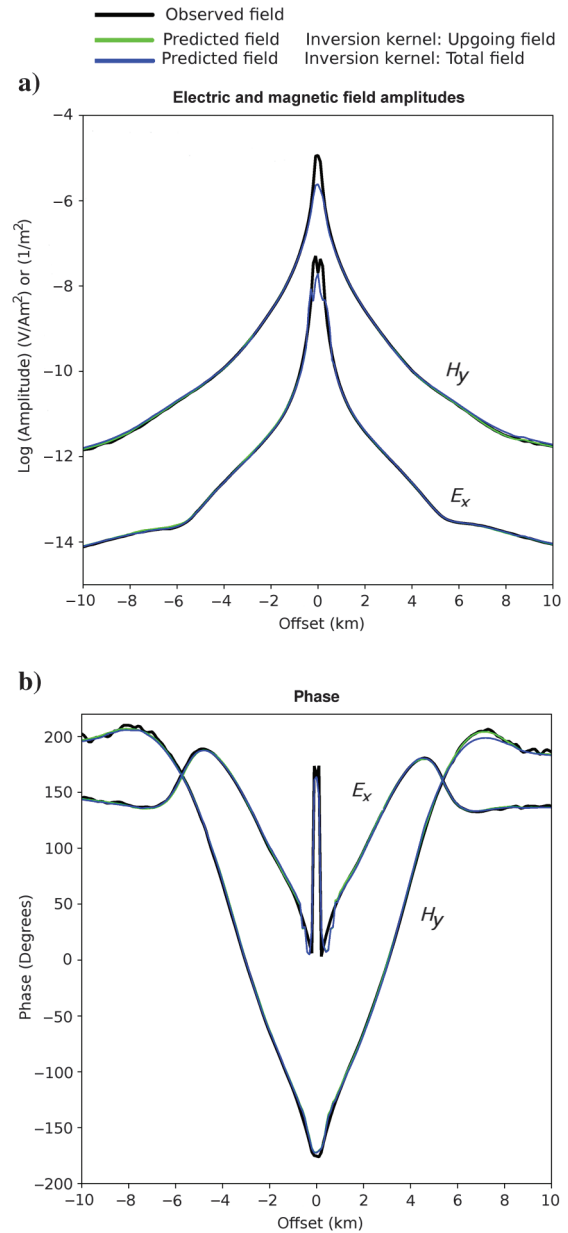 Observed field
Predicted field Inversion kernel: Upgoing field
Predicted field Inversion kernel: Total field
a)
Electric and magnetic field amplitudes
Log (Amplitude) (V/Am²) or (1/m²)
−4
−6
−8
−10
−12
−14
Hy
Ex
−10 −8 −6 −4 −2 0 2 4 6 8 10
Offset (km)
b)
Phase
Phase (Degrees)
200
150
100
50
0
−50
−100
−150
−200
Ex
Hy
−10 −8 −6 −4 −2 0 2 4 6 8 10
Offset (km)